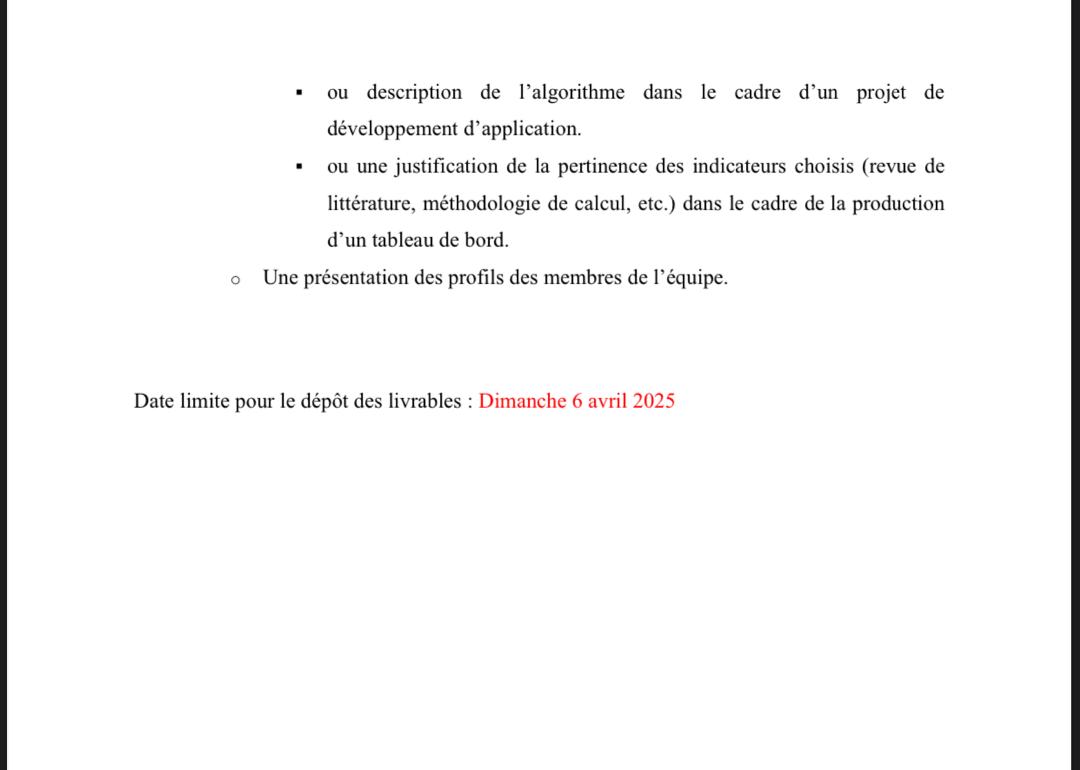 ▪ ou description de l’algorithme dans le cadre d’un projet de
développement d’application.
▪ ou une justification de la pertinence des indicateurs choisis (revue de
littérature, méthodologie de calcul, etc.) dans le cadre de la production
d’un tableau de bord.
o Une présentation des profils des membres de l’équipe.
Date limite pour le dépôt des livrables : Dimanche 6 avril 2025